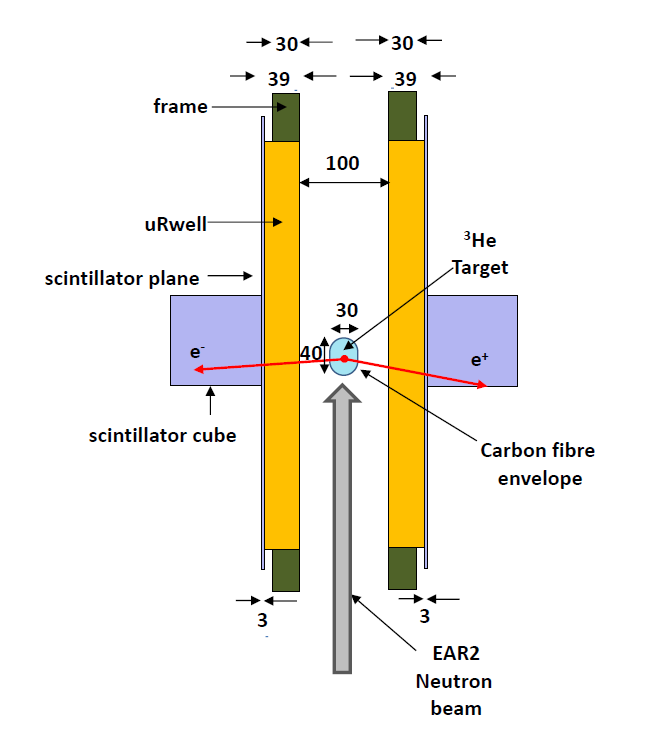 30
30
39
39
frame
100
uRwell
³He
Target
scintillator plane
30
40
e⁻
e⁺
scintillator cube
Carbon fibre
envelope
3
3
EAR2
Neutron
beam